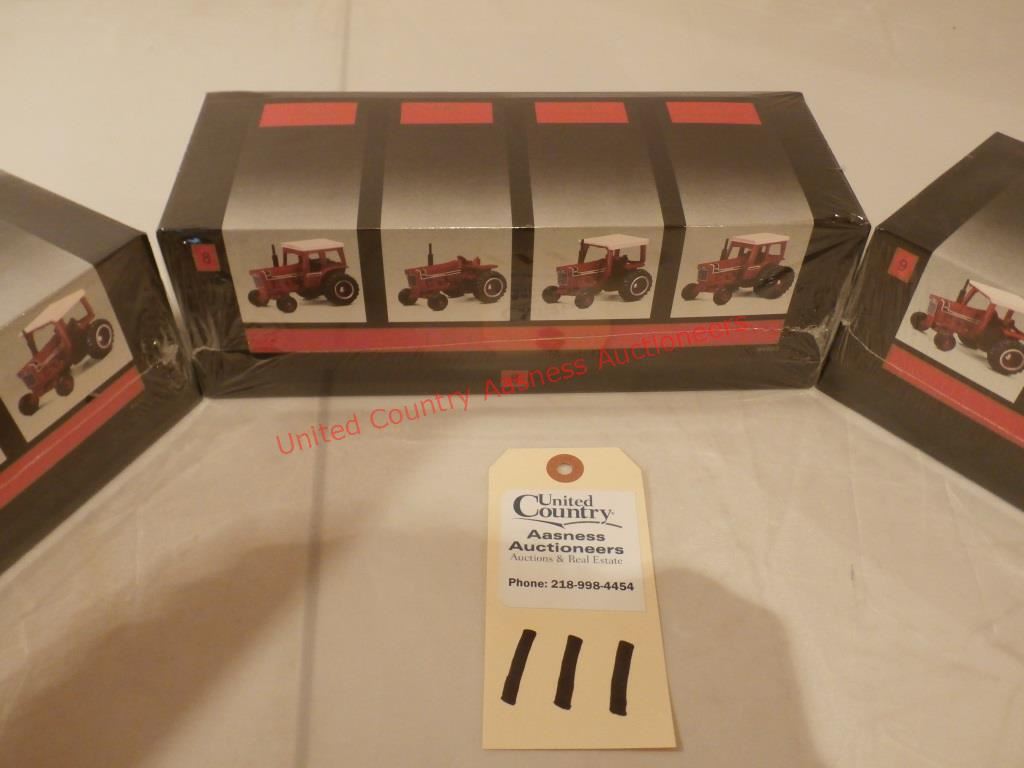 8
9
United Country Aasness Auctioneers
United
Country
Aasness
Auctioneers
Auctions & Real Estate
Phone: 218-998-4454
111